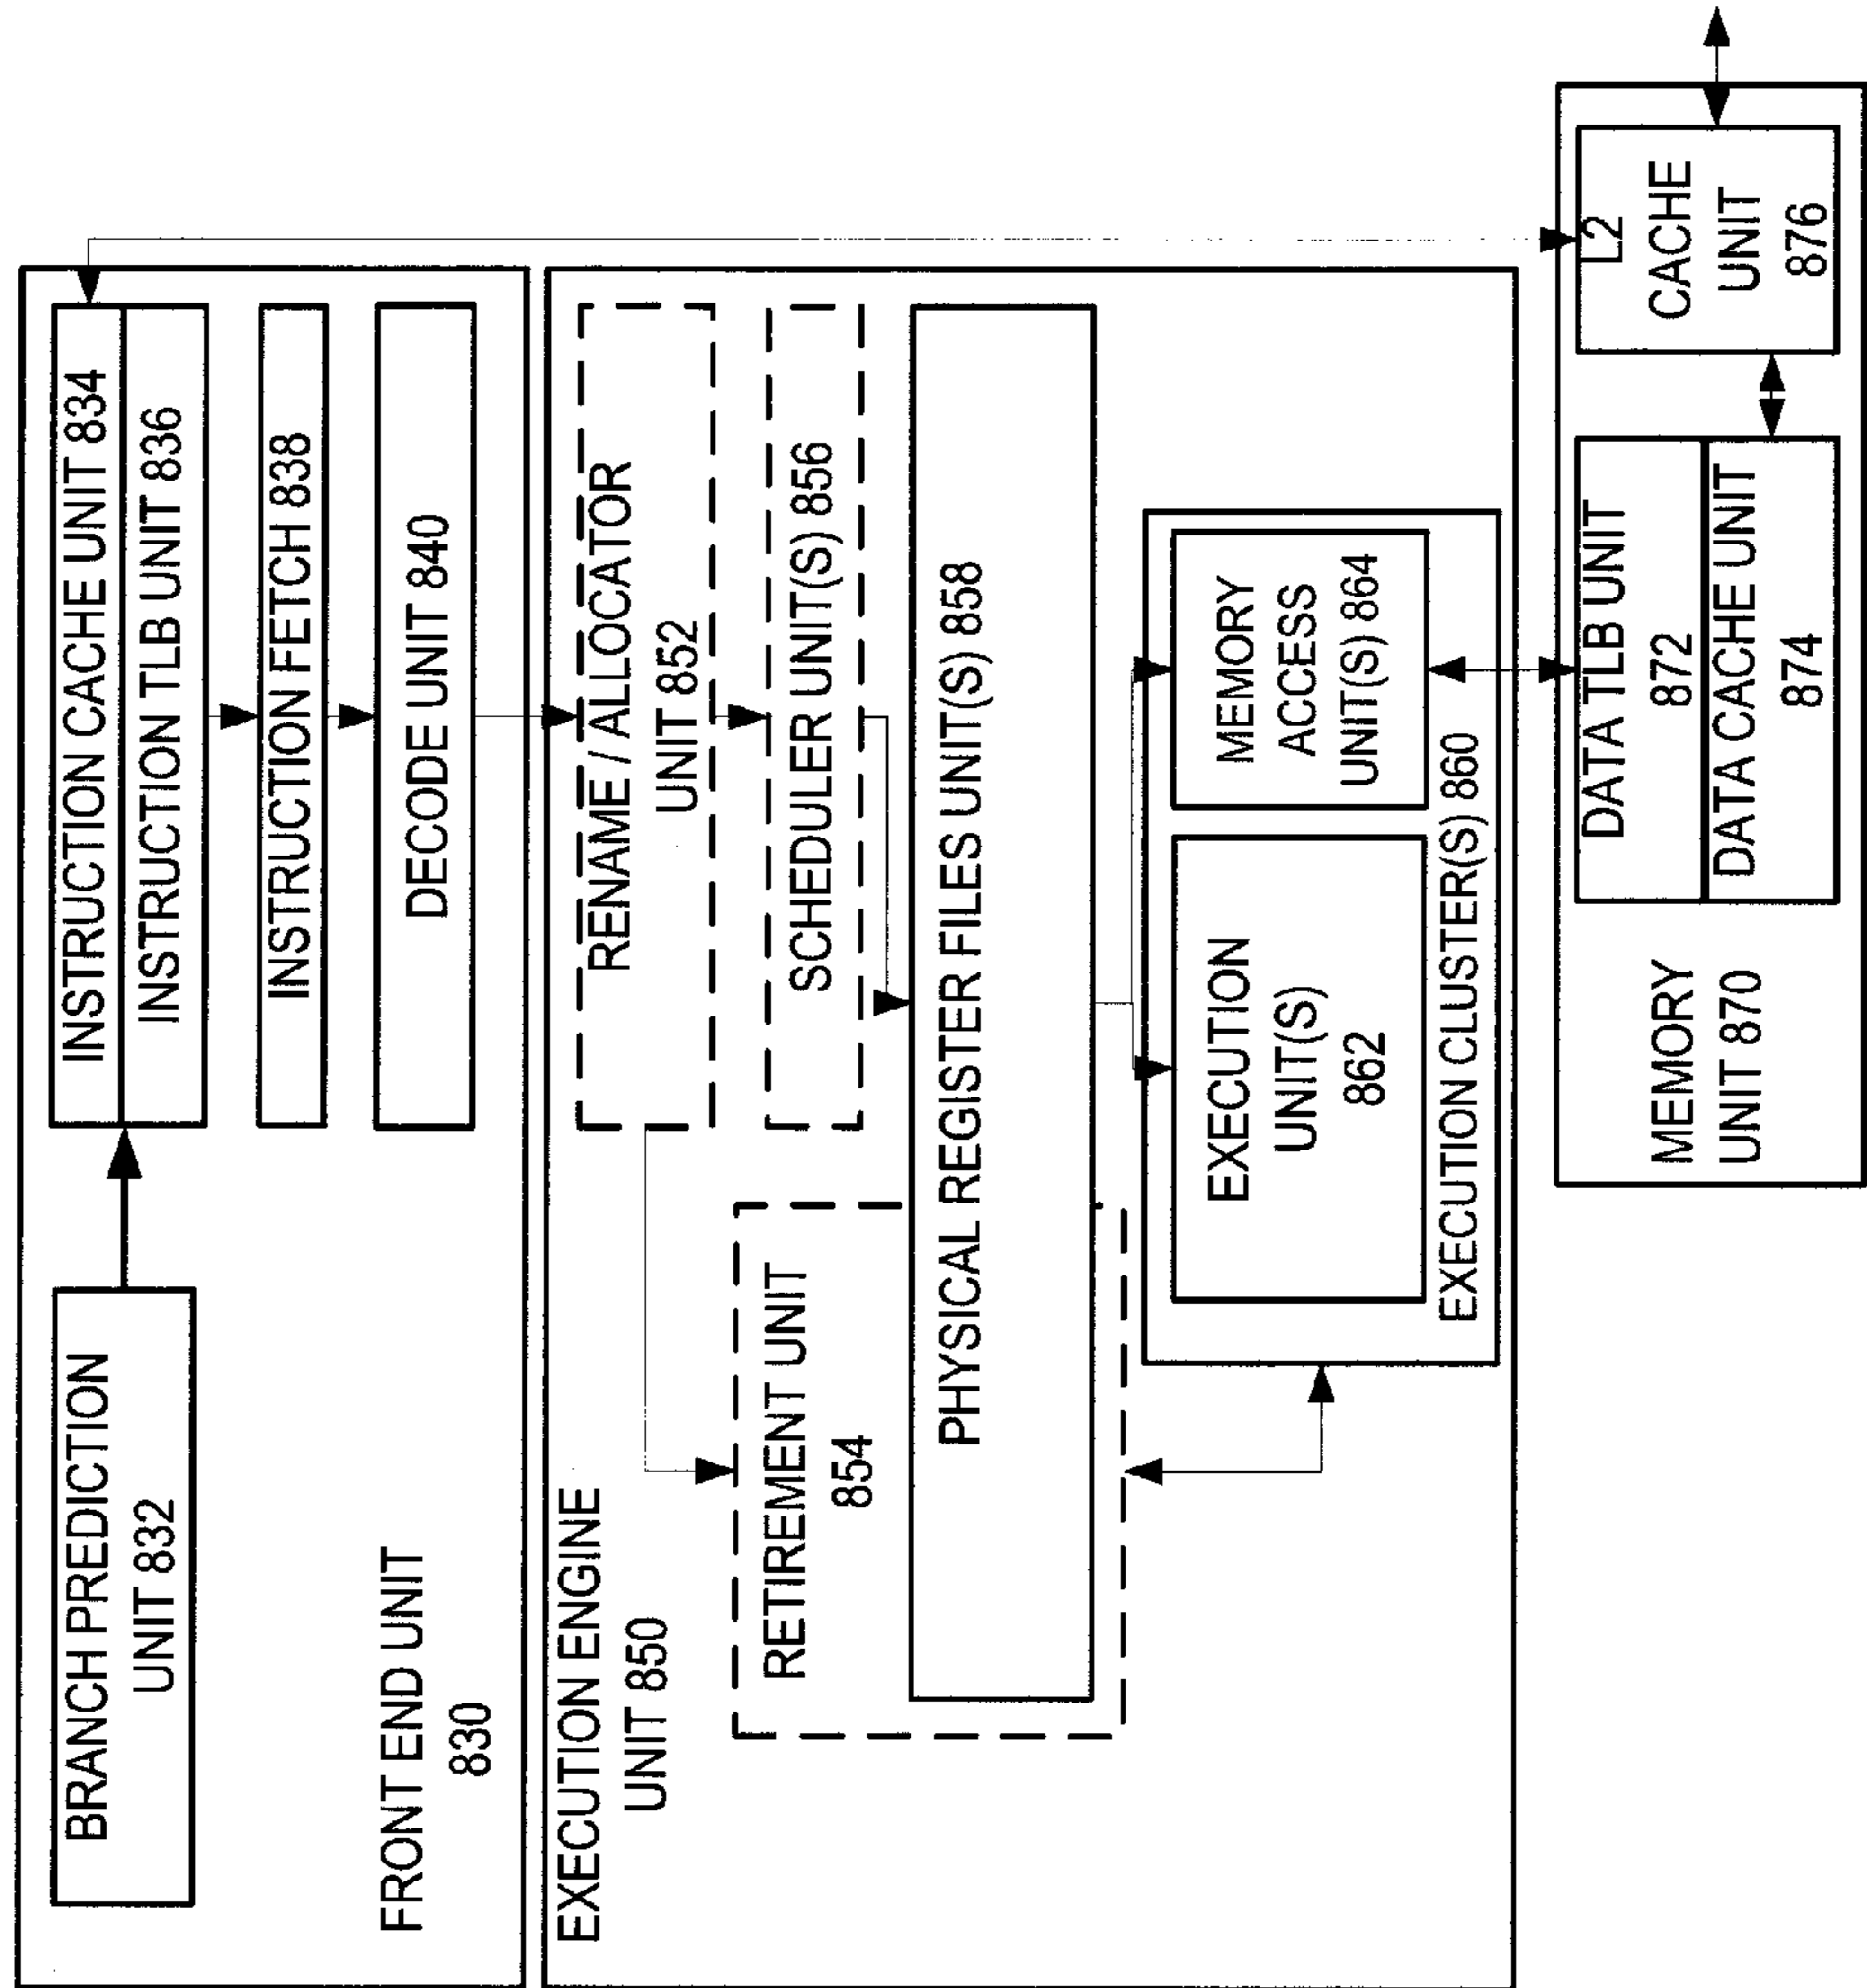 BRANCH PREDICTION
UNIT 832
INSTRUCTION CACHE UNIT 834
INSTRUCTION TLB UNIT 836
INSTRUCTION FETCH 838
DECODE UNIT 840
FRONT END UNIT
830
EXECUTION ENGINE
UNIT 850
RENAME / ALLOCATOR
UNIT 852
RETIREMENT UNIT
854
SCHEDULER UNIT(S) 856
PHYSICAL REGISTER FILES UNIT(S) 858
EXECUTION
UNIT(S)
862
MEMORY
ACCESS
UNIT(S) 864
EXECUTION CLUSTER(S) 860
MEMORY
UNIT 870
DATA TLB UNIT
872
DATA CACHE UNIT
874
L2
CACHE
UNIT
876